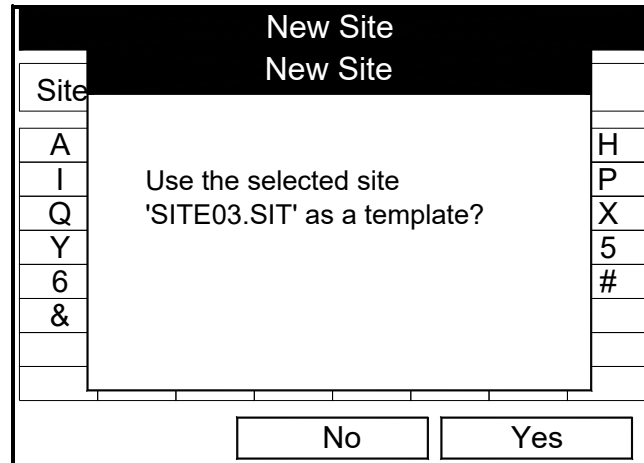 New Site
New Site
Site
A H
I P
Use the selected site
'SITE03.SIT' as a template?
Q X
Y 5
6 #
&
No Yes